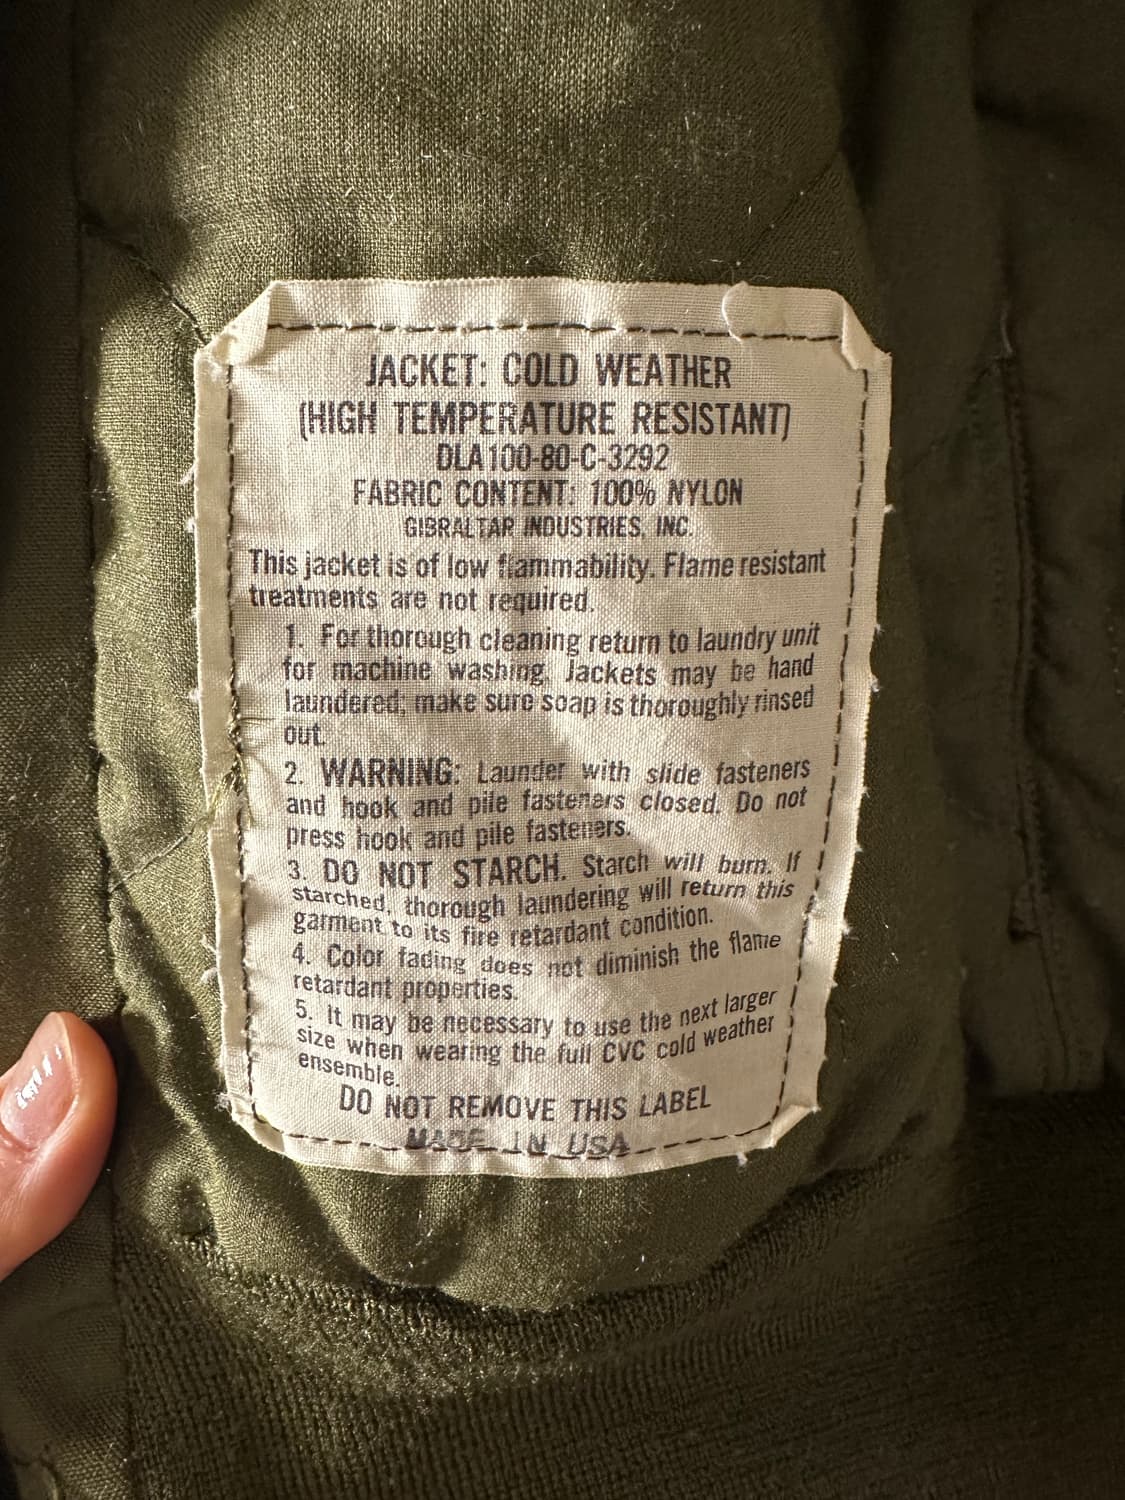 JACKET: COLD WEATHER
(HIGH TEMPERATURE RESISTANT)
DLA100-80-C-3292
FABRIC CONTENT: 100% NYLON
GIBRALTAR INDUSTRIES, INC.
This jacket is of low flammability. Flame resistant
treatments are not required.
1. For thorough cleaning return to laundry unit
for machine washing. Jackets may be hand
laundered; make sure soap is thoroughly rinsed
out.
2. WARNING: Launder with slide fasteners
and hook and pile fasteners closed. Do not
press hook and pile fasteners.
3. DO NOT STARCH. Starch will burn. If
starched, thorough laundering will return this
garment to its fire retardant condition.
4. Color fading does not diminish the flame
retardant properties.
5. It may be necessary to use the next larger
size when wearing the full CVC cold weather
ensemble.
DO NOT REMOVE THIS LABEL
MADE IN USA